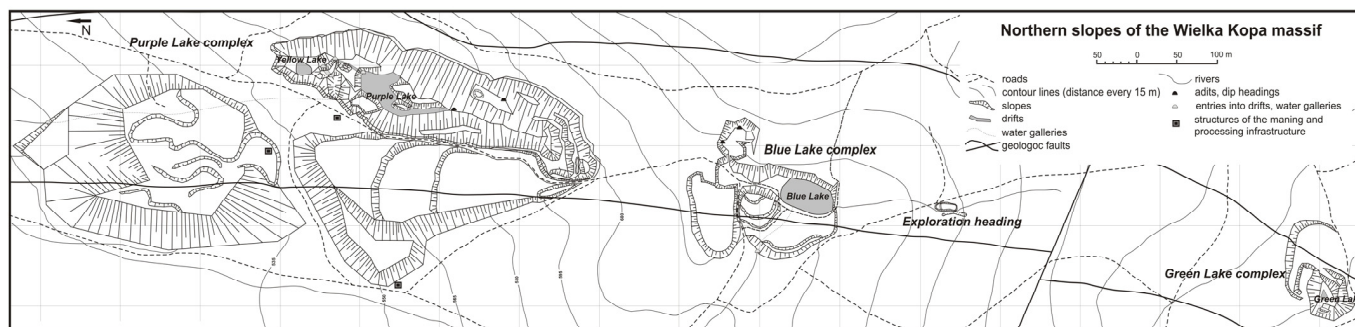 Northern slopes of the Wielka Kopa massif
50 0 50 100 m
roads
contour lines (distance every 15 m)
slopes
drifts
water galleries
geologoc faults
rivers
adits, dip headings
entries into drifts, water galleries
structures of the maning and
processing infrastructure
N
Purple Lake complex
Yellow Lake
Purple Lake
Blue Lake complex
Blue Lake
Exploration heading
Green Lake complex
Green La